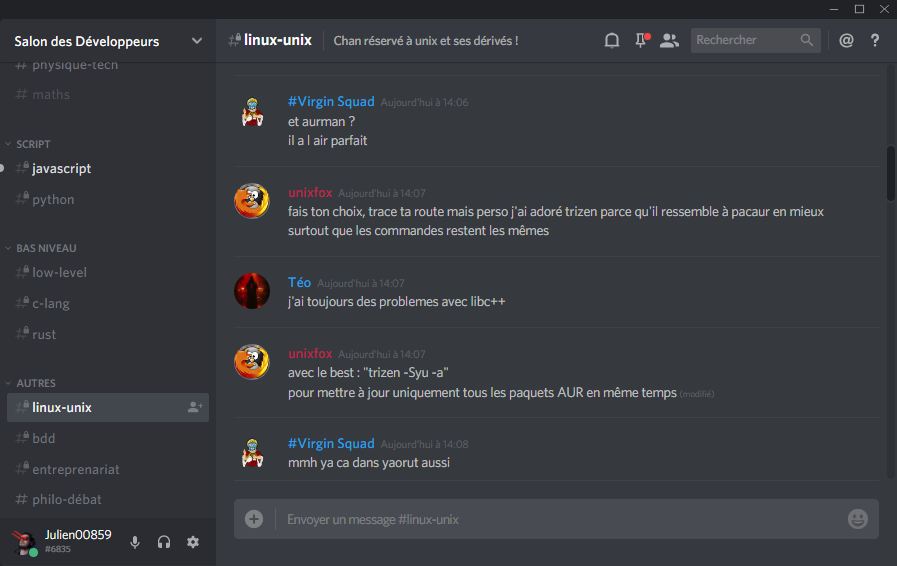 Salon des Développeurs
physique-tech
maths
SCRIPT
javascript
python
BAS NIVEAU
low-level
c-lang
rust
AUTRES
linux-unix
bdd
entreprenariat
# philo-débat
Julien00859
#6835
#linux-unix
Chan réservé à unix et ses dérivés !
Rechercher
@ ?
#Virgin Squad Aujourd'hui à 14:06
et aurman ?
il a l air parfait
unixfox Aujourd'hui à 14:07
fais ton choix, trace ta route mais perso j'ai adoré trizen parce qu'il ressemble à pacaur en mieux
surtout que les commandes restent les mêmes
Téo Aujourd'hui à 14:07
j'ai toujours des problemes avec libc++
unixfox Aujourd'hui à 14:07
avec le best : "trizen -Syu -a"
pour mettre à jour uniquement tous les paquets AUR en même temps (modifié)
#Virgin Squad Aujourd'hui à 14:08
mmh ya ca dans yaorut aussi
Envoyer un message #linux-unix